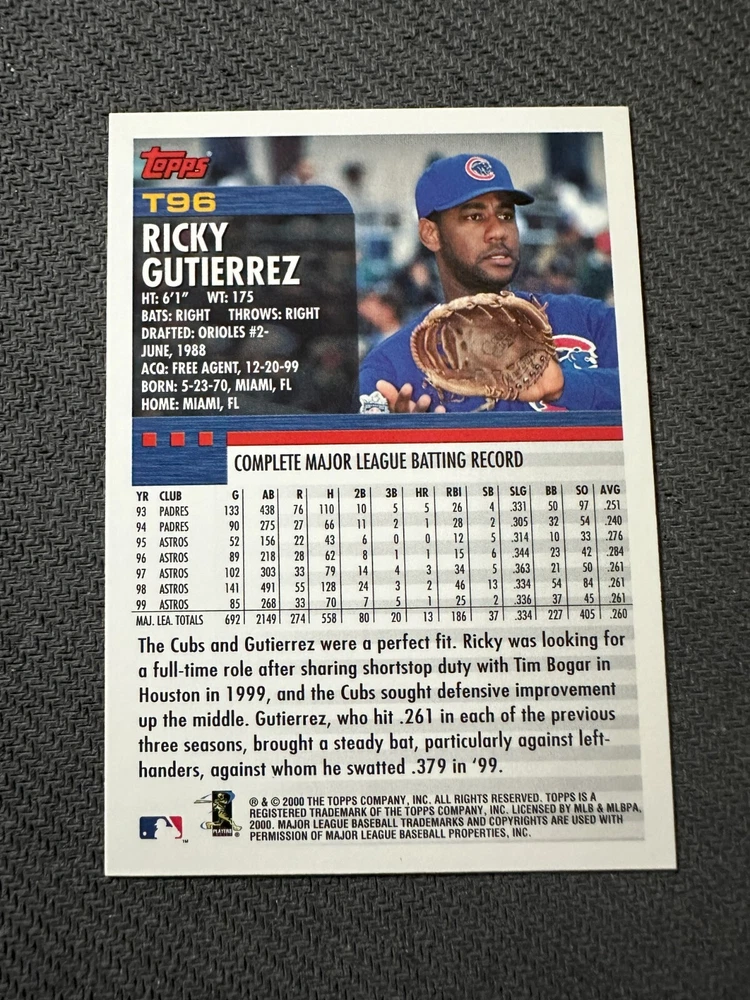 Topps
T96
RICKY
GUTIERREZ
HT: 6'1" WT: 175
BATS: RIGHT THROWS: RIGHT
DRAFTED: ORIOLES #2-
JUNE, 1988
ACQ: FREE AGENT, 12-20-99
BORN: 5-23-70, MIAMI, FL
HOME: MIAMI, FL
COMPLETE MAJOR LEAGUE BATTING RECORD
YR CLUB G AB R H 2B 3B HR RBI SB SLG BB SO AVG
93 PADRES 133 438 76 110 10 5 5 26 4 .331 50 97 .251
94 PADRES 90 275 27 66 11 2 1 28 2 .305 32 54 .240
95 ASTROS 52 156 22 43 6 0 0 12 5 .314 10 33 .276
96 ASTROS 89 218 28 62 8 1 1 15 6 .344 23 42 .284
97 ASTROS 102 303 33 79 14 4 3 34 5 .363 21 50 .261
98 ASTROS 141 491 55 128 24 3 2 46 13 .334 54 84 .261
99 ASTROS 85 268 33 70 7 5 1 25 2 .336 37 45 .261
MAJ. LEA. TOTALS 692 2149 274 558 80 20 13 186 37 .334 227 405 .260
The Cubs and Gutierrez were a perfect fit. Ricky was looking for
a full-time role after sharing shortstop duty with Tim Bogar in
Houston in 1999, and the Cubs sought defensive improvement
up the middle. Gutierrez, who hit .261 in each of the previous
three seasons, brought a steady bat, particularly against left-
handers, against whom he swatted .379 in '99.
® & © 2000 THE TOPPS COMPANY, INC. ALL RIGHTS RESERVED. TOPPS IS A
REGISTERED TRADEMARK OF THE TOPPS COMPANY, INC. LICENSED BY MLB & MLBPA,
2000. MAJOR LEAGUE BASEBALL TRADEMARKS AND COPYRIGHTS ARE USED WITH
PERMISSION OF MAJOR LEAGUE BASEBALL PROPERTIES, INC.
PLAYERS
TM